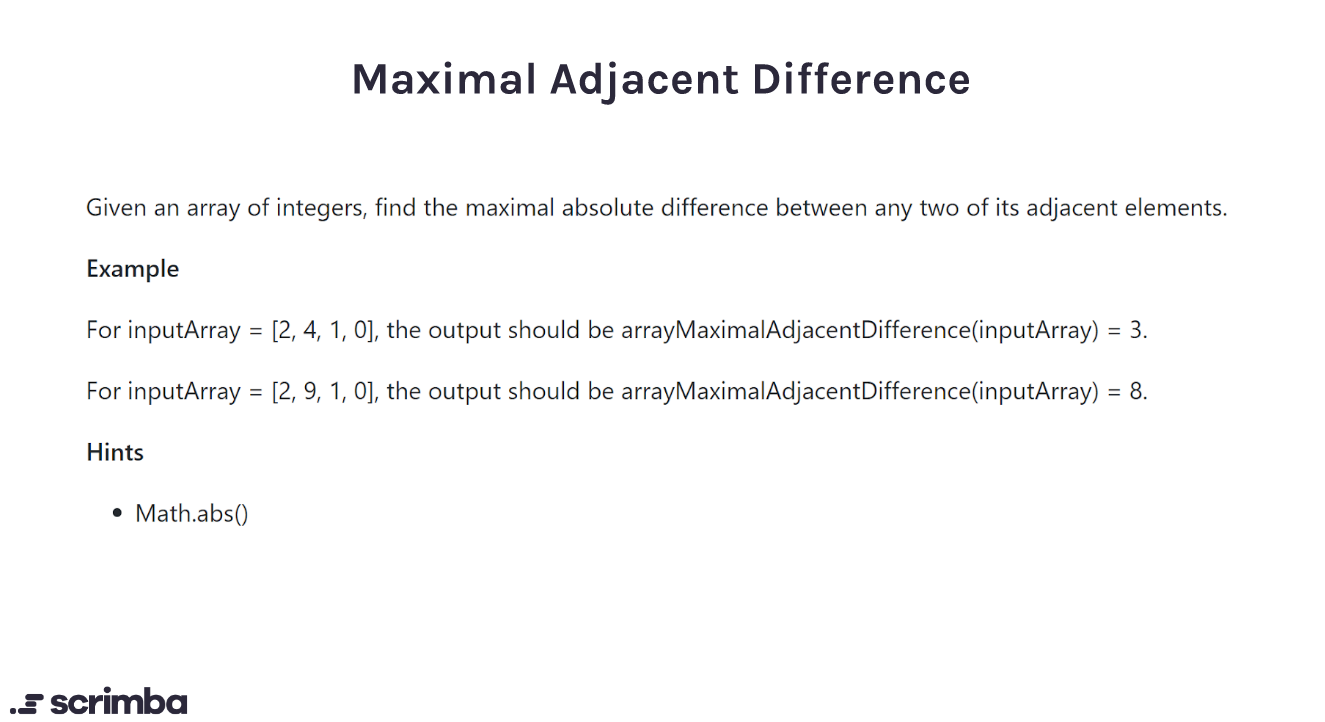 Maximal Adjacent Difference
Given an array of integers, find the maximal absolute difference between any two of its adjacent elements.
Example
For inputArray = [2, 4, 1, 0], the output should be arrayMaximalAdjacentDifference(inputArray) = 3.
For inputArray = [2, 9, 1, 0], the output should be arrayMaximalAdjacentDifference(inputArray) = 8.
Hints
• Math.abs()
scrimba